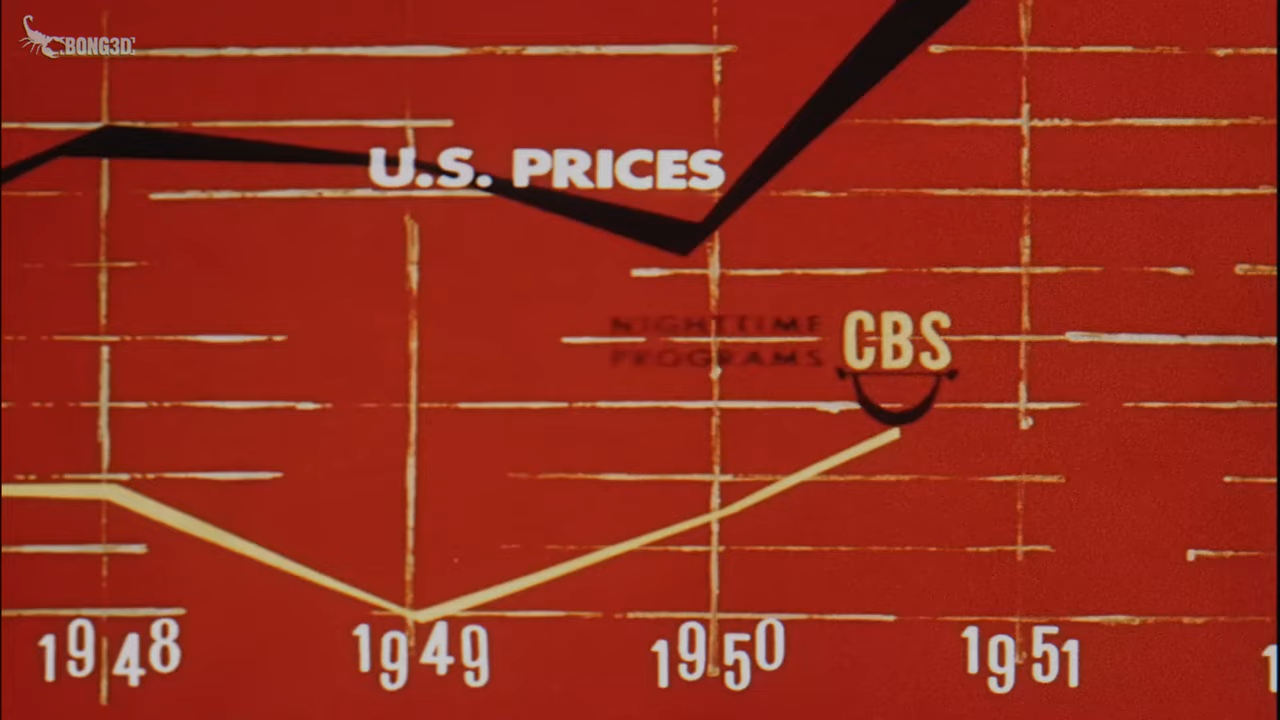 BONG3D
U.S. PRICES
NIGHTTIME
PROGRAMS
CBS
1948
1949
1950
1951